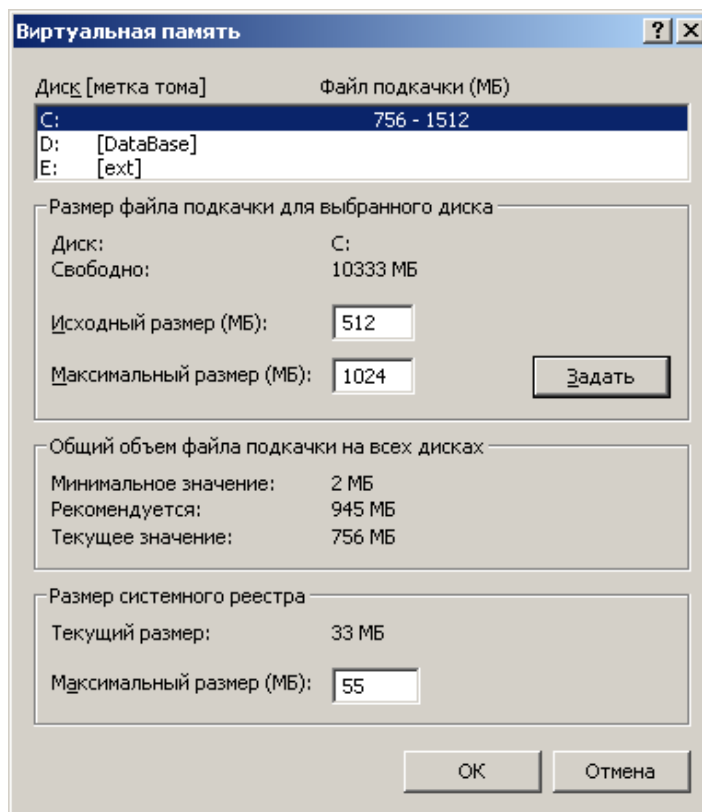 Виртуальная память
Диск [метка тома] Файл подкачки (МБ)
C: 756 - 1512
D: [DataBase]
E: [ext]
Размер файла подкачки для выбранного диска
Диск: C:
Свободно: 10333 МБ
Исходный размер (МБ): 512
Максимальный размер (МБ): 1024 Задать
Общий объем файла подкачки на всех дисках
Минимальное значение: 2 МБ
Рекомендуется: 945 МБ
Текущее значение: 756 МБ
Размер системного реестра
Текущий размер: 33 МБ
Максимальный размер (МБ): 55
OK Отмена